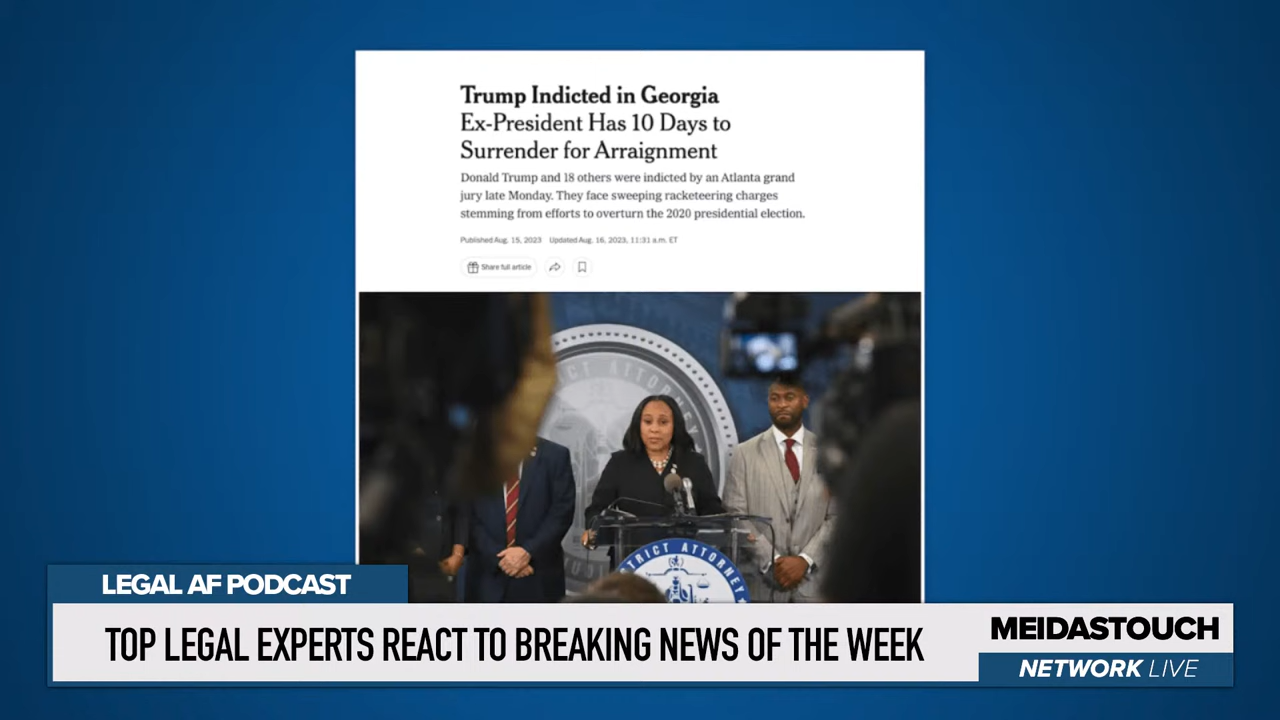 Trump Indicted in Georgia
Ex-President Has 10 Days to
Surrender for Arraignment
Donald Trump and 18 others were indicted by an Atlanta grand
jury late Monday. They face sweeping racketeering charges
stemming from efforts to overturn the 2020 presidential election.
Published Aug. 15, 2023 Updated Aug. 16, 2023, 11:31 a.m. ET
Share full article
DISTRICT ATTORNEY
LEGAL AF PODCAST
TOP LEGAL EXPERTS REACT TO BREAKING NEWS OF THE WEEK
MEIDASTOUCH
NETWORK LIVE